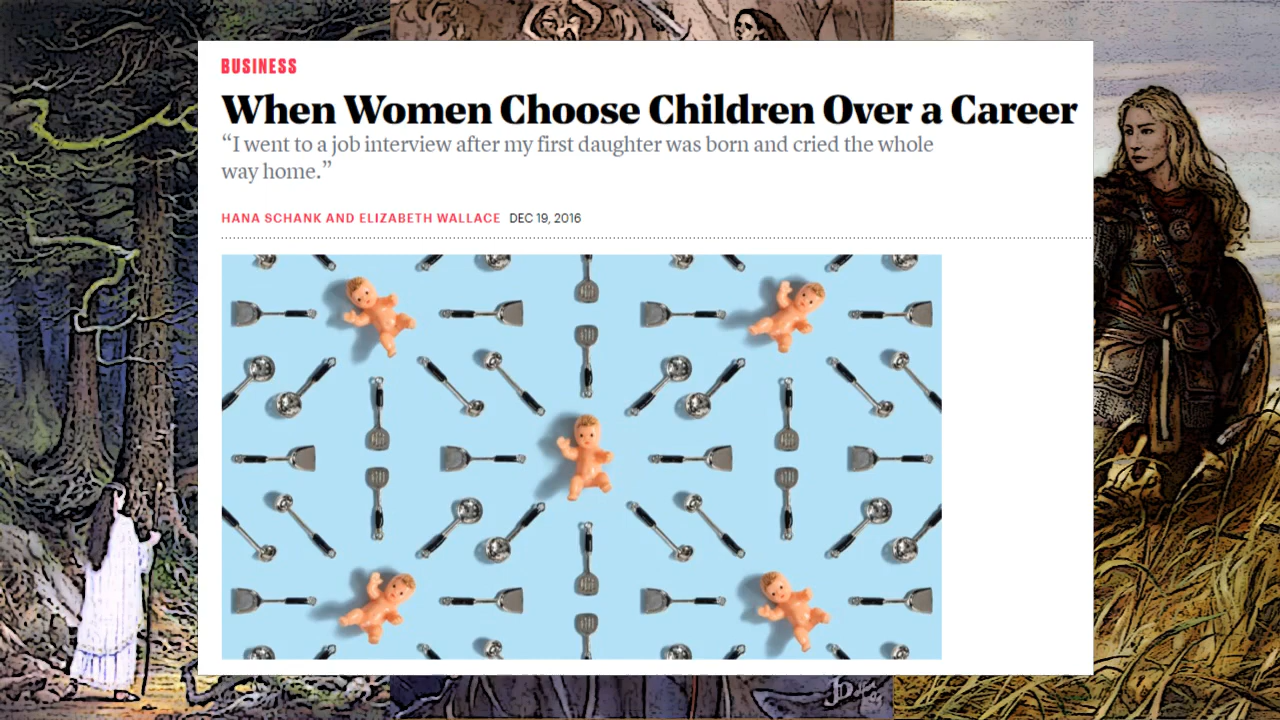 BUSINESS
When Women Choose Children Over a Career
“I went to a job interview after my first daughter was born and cried the whole
way home.”
HANA SCHANK AND ELIZABETH WALLACE DEC 19, 2016